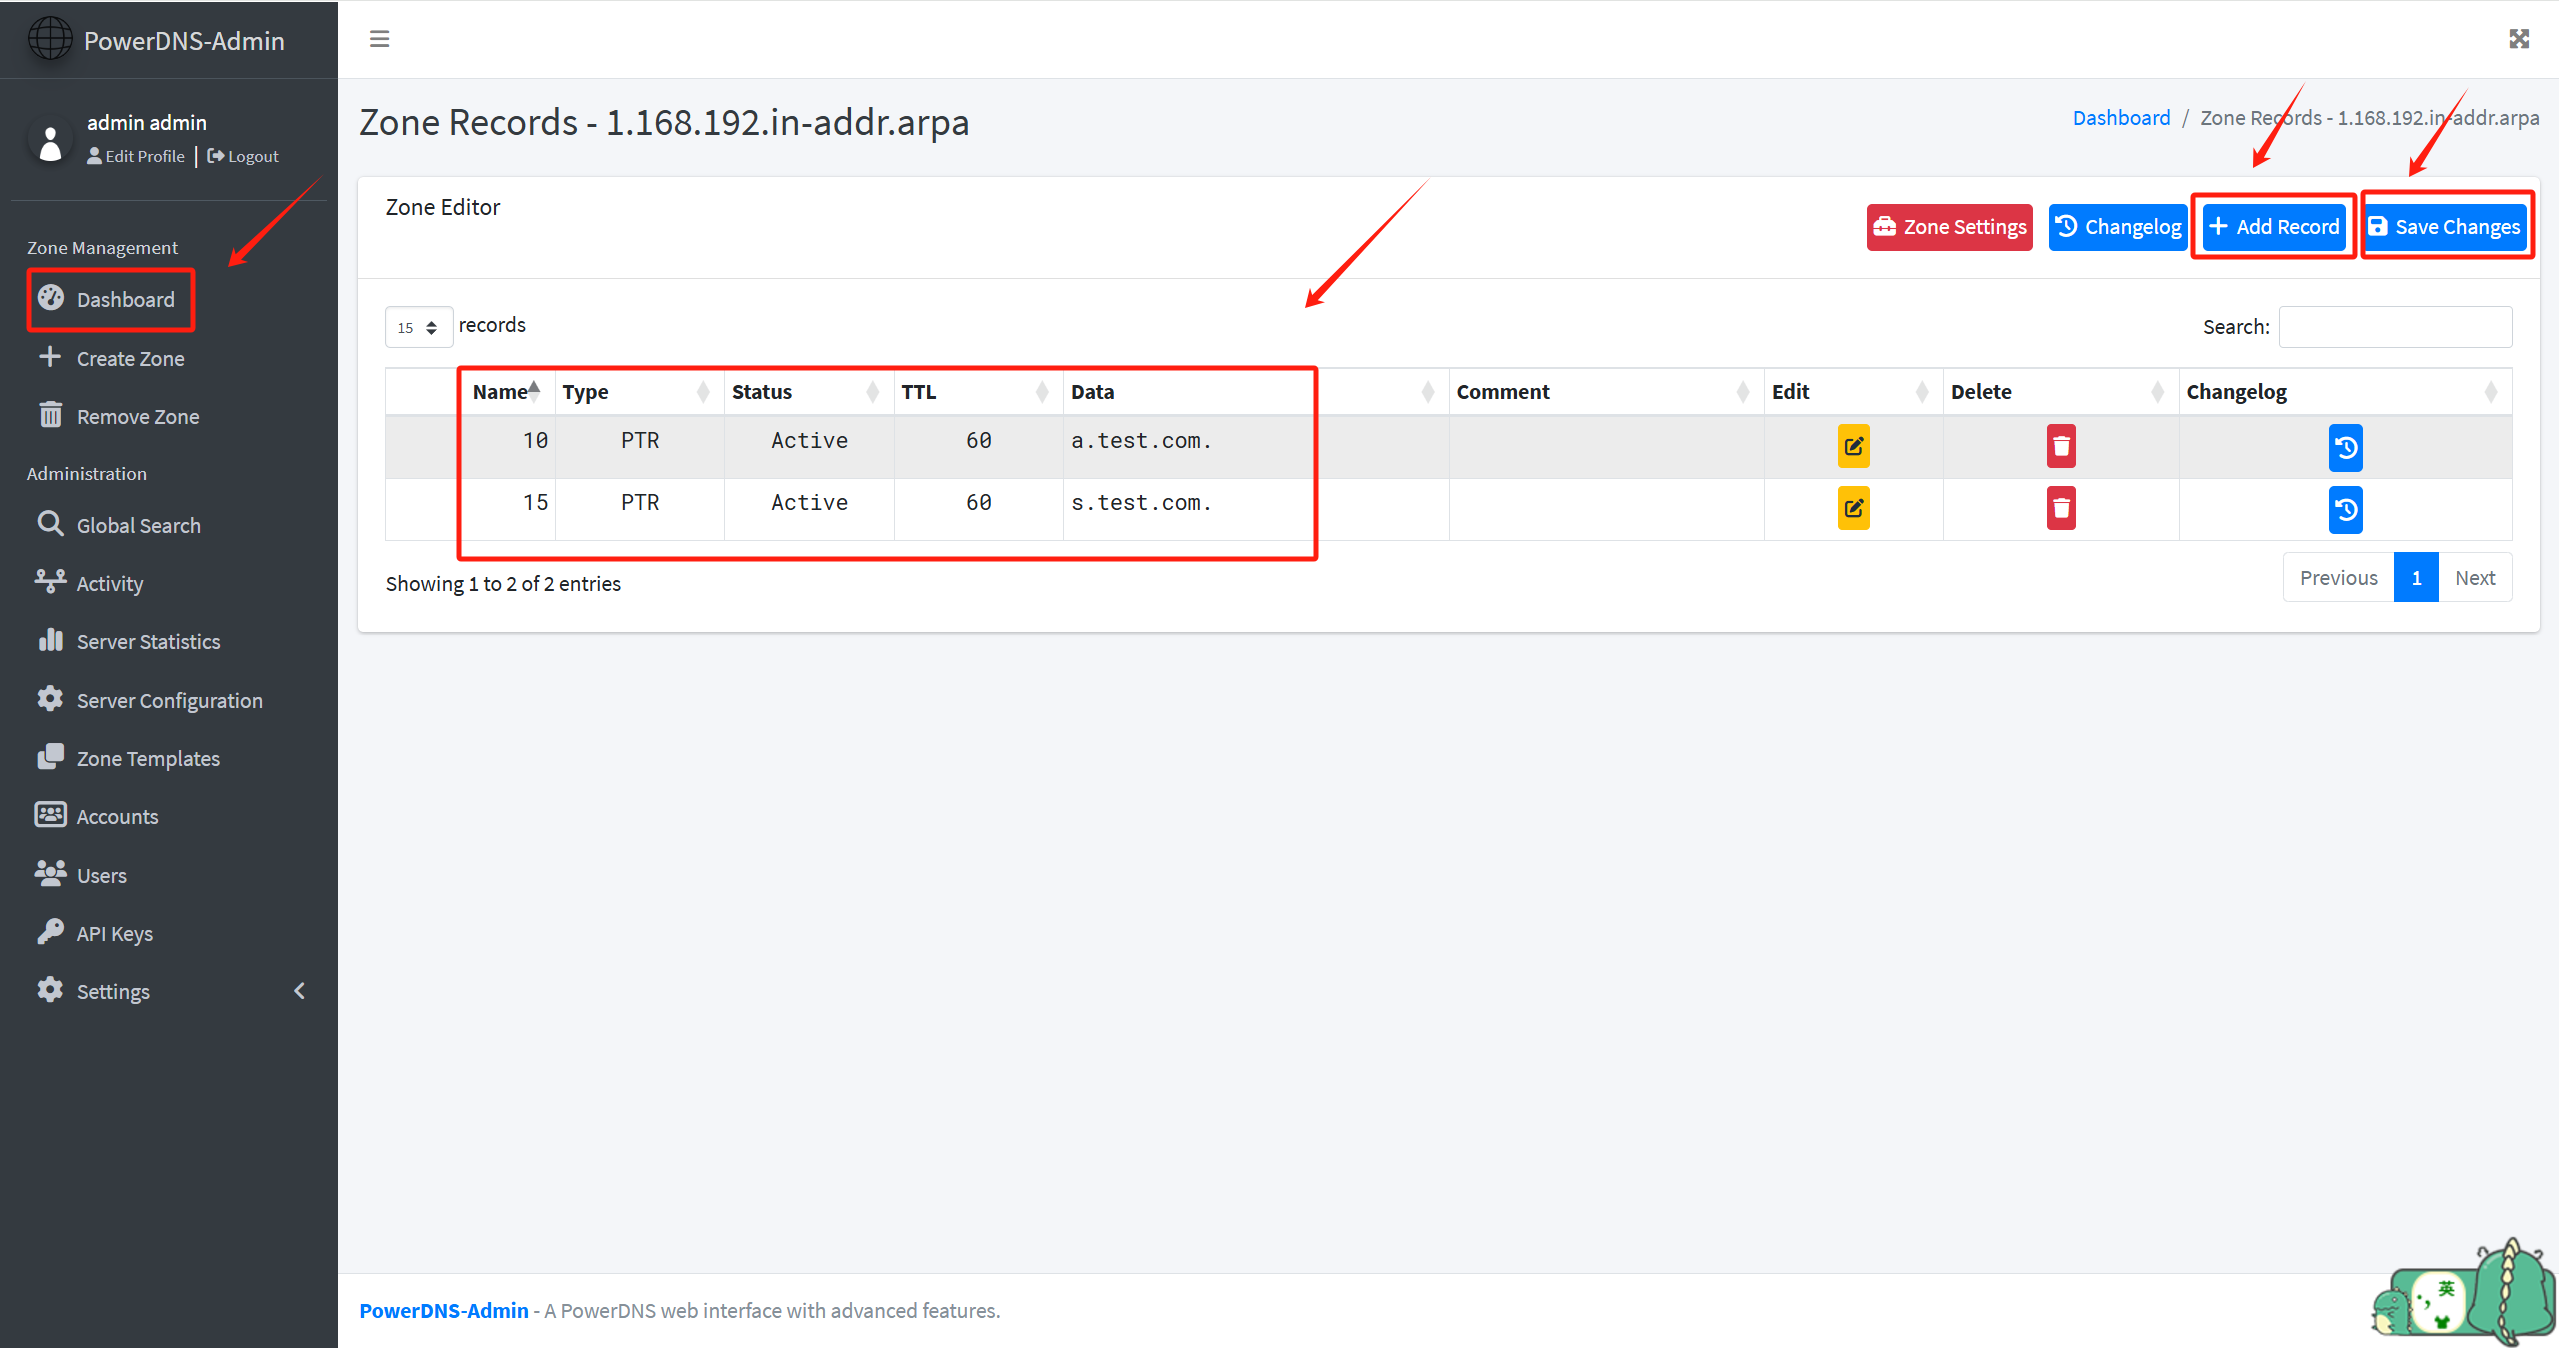 PowerDNS-Admin
admin admin
Edit Profile | Logout
Zone Management
Dashboard
Create Zone
Remove Zone
Administration
Global Search
Activity
Server Statistics
Server Configuration
Zone Templates
Accounts
Users
API Keys
Settings
Zone Records - 1.168.192.in-addr.arpa
Dashboard / Zone Records - 1.168.192.in-addr.arpa
Zone Editor
Zone Settings
Changelog
Add Record
Save Changes
15 records
Search:
Name Type Status TTL Data Comment Edit Delete Changelog
10 PTR Active 60 a.test.com.
15 PTR Active 60 s.test.com.
Showing 1 to 2 of 2 entries
Previous 1 Next
PowerDNS-Admin - A PowerDNS web interface with advanced features.
英